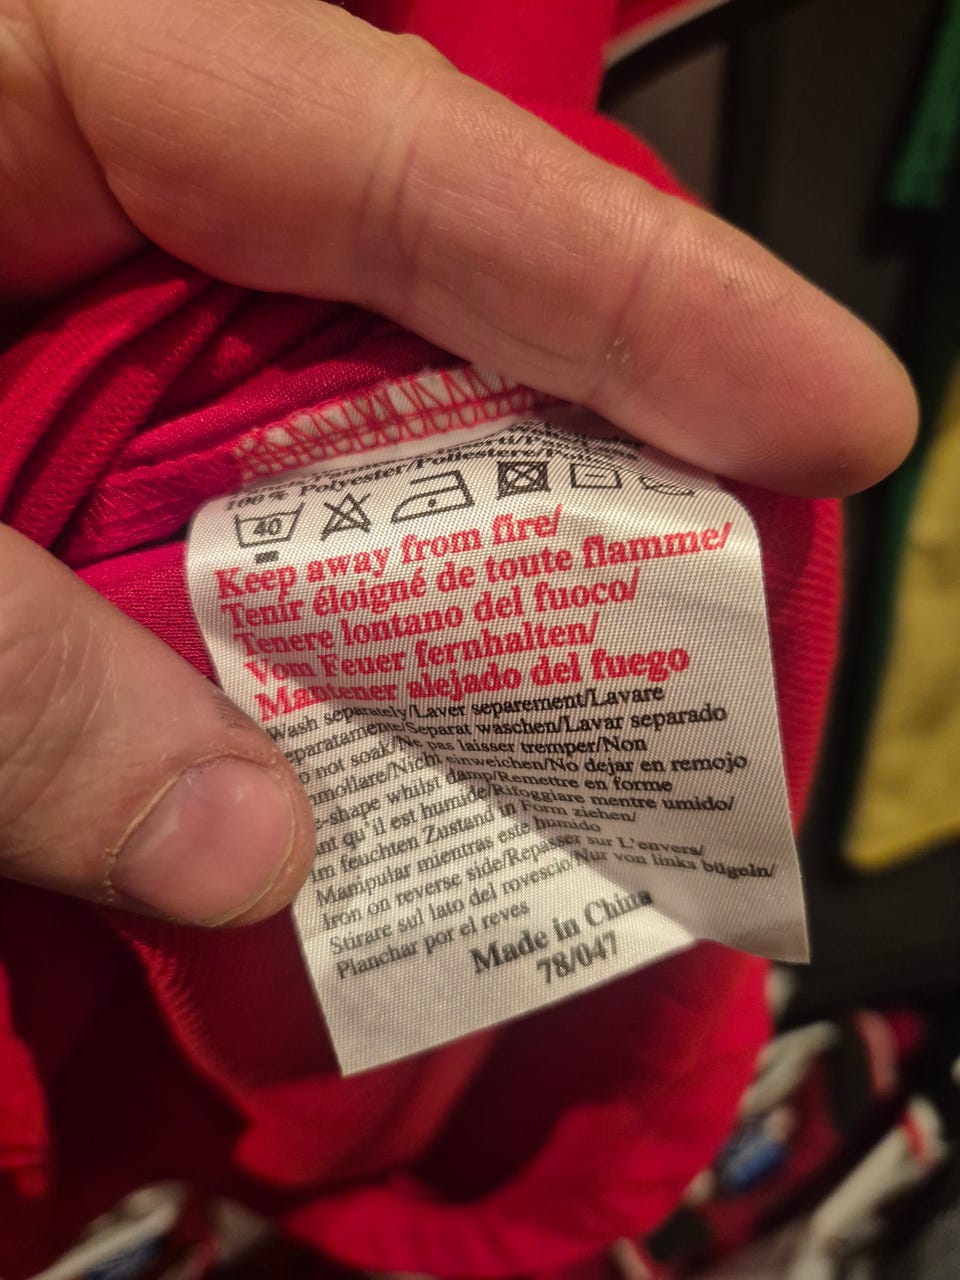 100% Polyester/Poliestere/
40
Keep away from fire/
Tenir éloigné de toute flamme/
Tenere lontano del fuoco/
Vom Feuer fernhalten/
Mantener alejado del fuego
Wash separately/Laver separement/Lavare
separatamente/Separat waschen/Lavar separado
o not soak/Ne pas laisser tremper/Non
mmollare/Nicht einweichen/No dejar en remojo
e-shape whilst damp/Remettre en forme
ant qu'il est humide/Rifoggiare mentre umido/
Im feuchten Zustand in Form ziehen/
Manipular mientras este humido
Iron on reverse side/Repasser sur L'envers/
Stirare sul lato del rovescio/Nur von links bügeln/
Planchar por el reves
Made in China
78/047